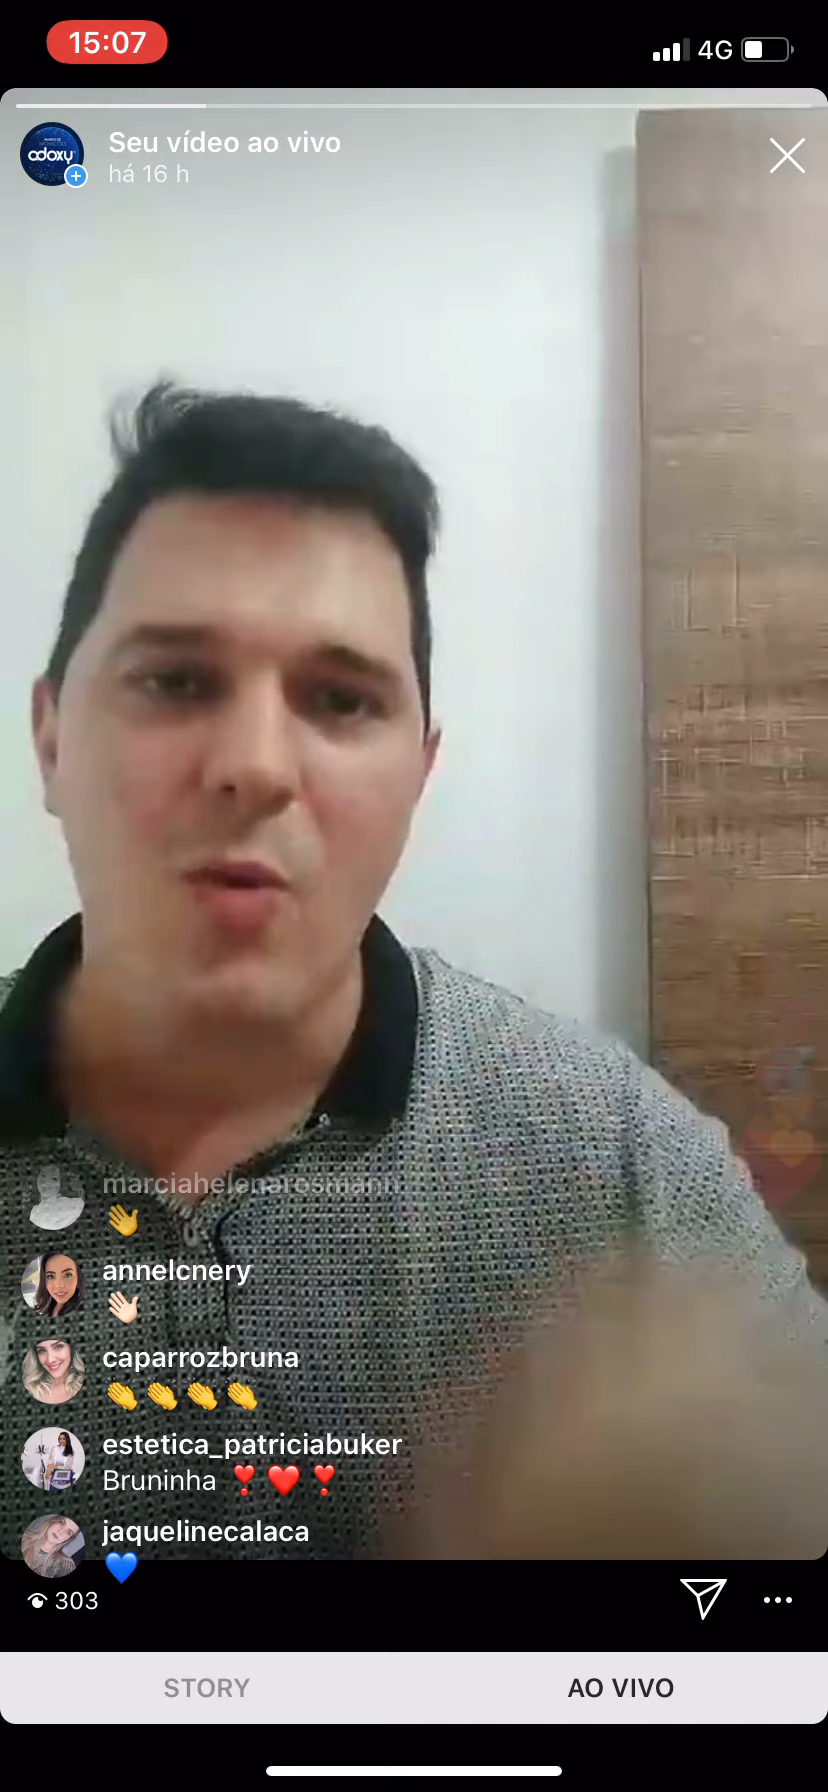 15:07
4G
adoxy
Seu vídeo ao vivo
há 16 h
marciahelenarosmann
👋
annelcnery
👋🏻
caparrozbruna
👏👏👏👏
estetica_patriciabuker
Bruninha ❣️❤️❣️
jaquelinecalaca
💙
303
STORY
AO VIVO